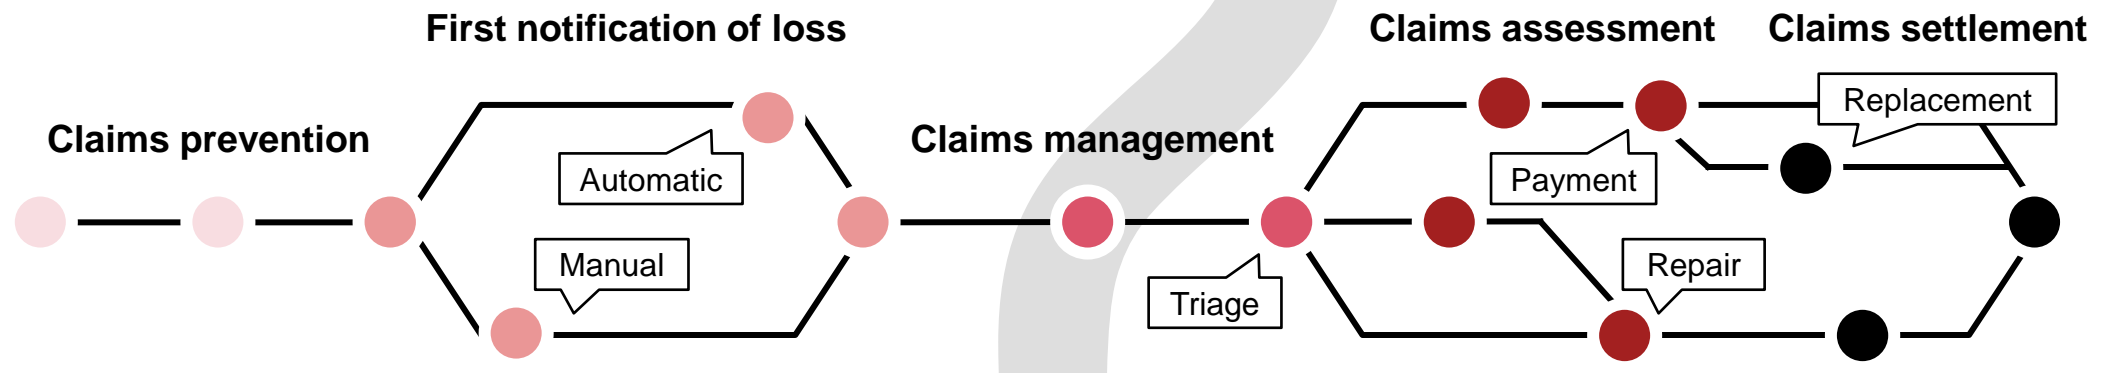 First notification of loss
Claims assessment
Claims settlement
Claims prevention
Claims management
Automatic
Manual
Triage
Payment
Replacement
Repair